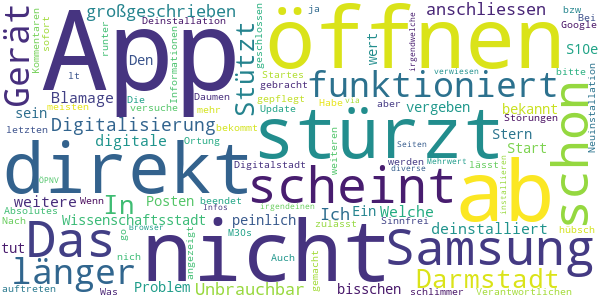 großgeschrieben
Deinstallation
Kommentaren
sofort
App
runter
Informationen
geschlossen
öffnen
ja
irgendwelche
anschliessen
bzw
Bei
Google
Gerät
Blamage
Den
Stützt
Startes
wert
S10e
lt
Daumen
gebracht
funktioniert
bitte
meisten
Die
versuche
mehr
gepflegt
Habe
via
aber
verwiesen
vergeben
bekannt
Neuinstallation
sein
Digitalisierung
bekommt
Update
stürzt
Störungen
schon
letzten
digitale
Ortung
weiteren
Stern
Start
ÖPNV
direkt
Digitalstadt
Seiten
werden
Mehrwert
lässt
diverse
scheint
installieren
ab
weitere
Wenn
In
Posten
beendet
irgendeinen
Infos
Absolutes
Wissenschaftsstadt
Ich
Ein
Welche
Sinnfrei
hübsch
Nach
go
Browser
peinlich
zulässt
deinstalliert
tut
Das
nicht
angezeigt
M30s
Samsung
Problem
nich
Auch
gemacht
bisschen
länger
Unbrauchbar
Darmstadt
auftreten
Was
schlimmer
Verantwortlichen